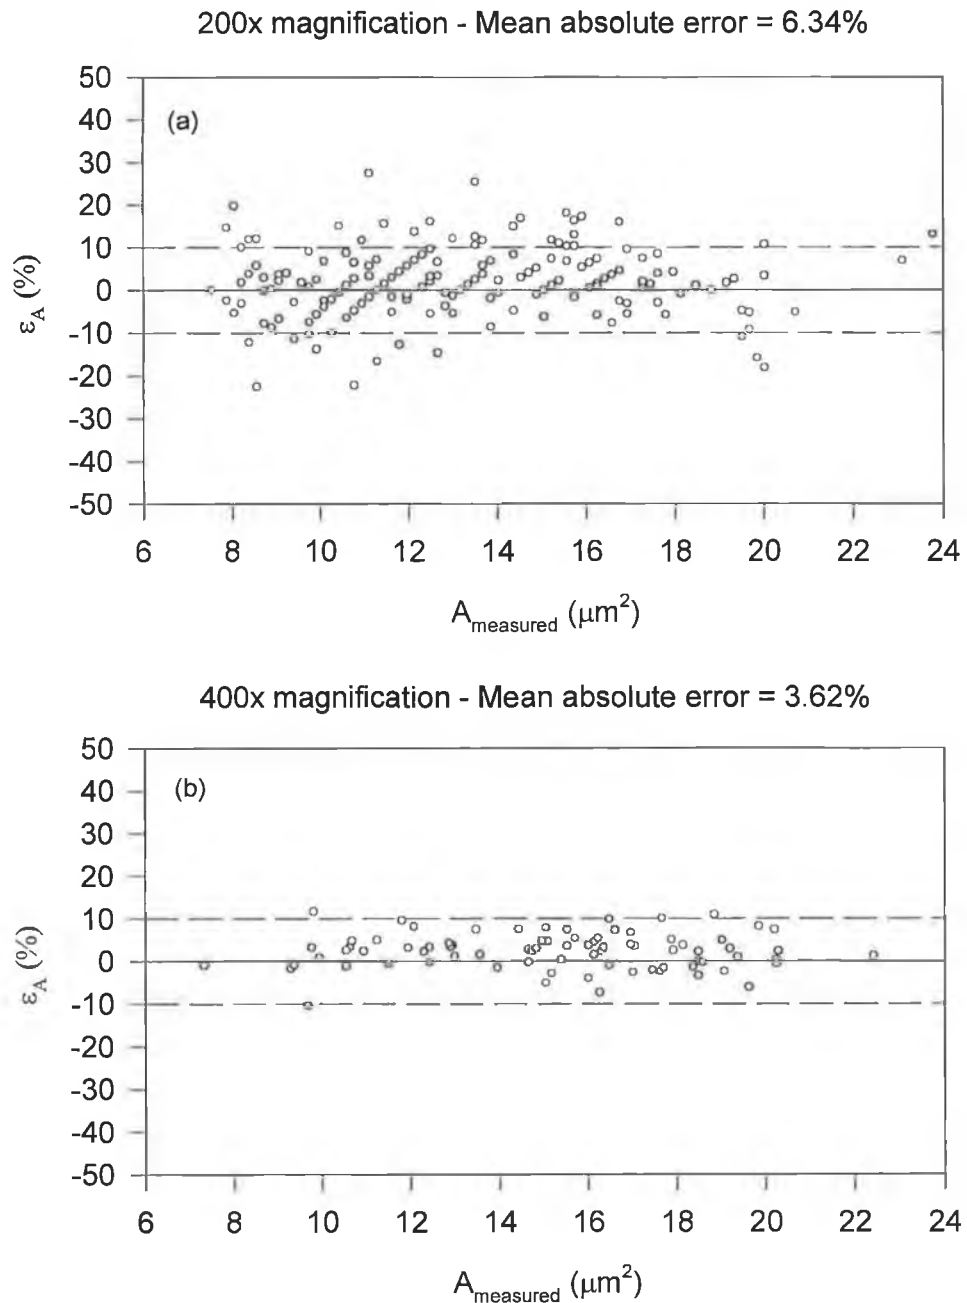 200x magnification - Mean absolute error = 6.34%
50
40
(a)
30
20
10
0
-10
-20
-30
-40
-50
ε_A (%)
6 8 10 12 14 16 18 20 22 24
A_measured (μm²)
400x magnification - Mean absolute error = 3.62%
50
40
(b)
30
20
10
0
-10
-20
-30
-40
-50
ε_A (%)
6 8 10 12 14 16 18 20 22 24
A_measured (μm²)